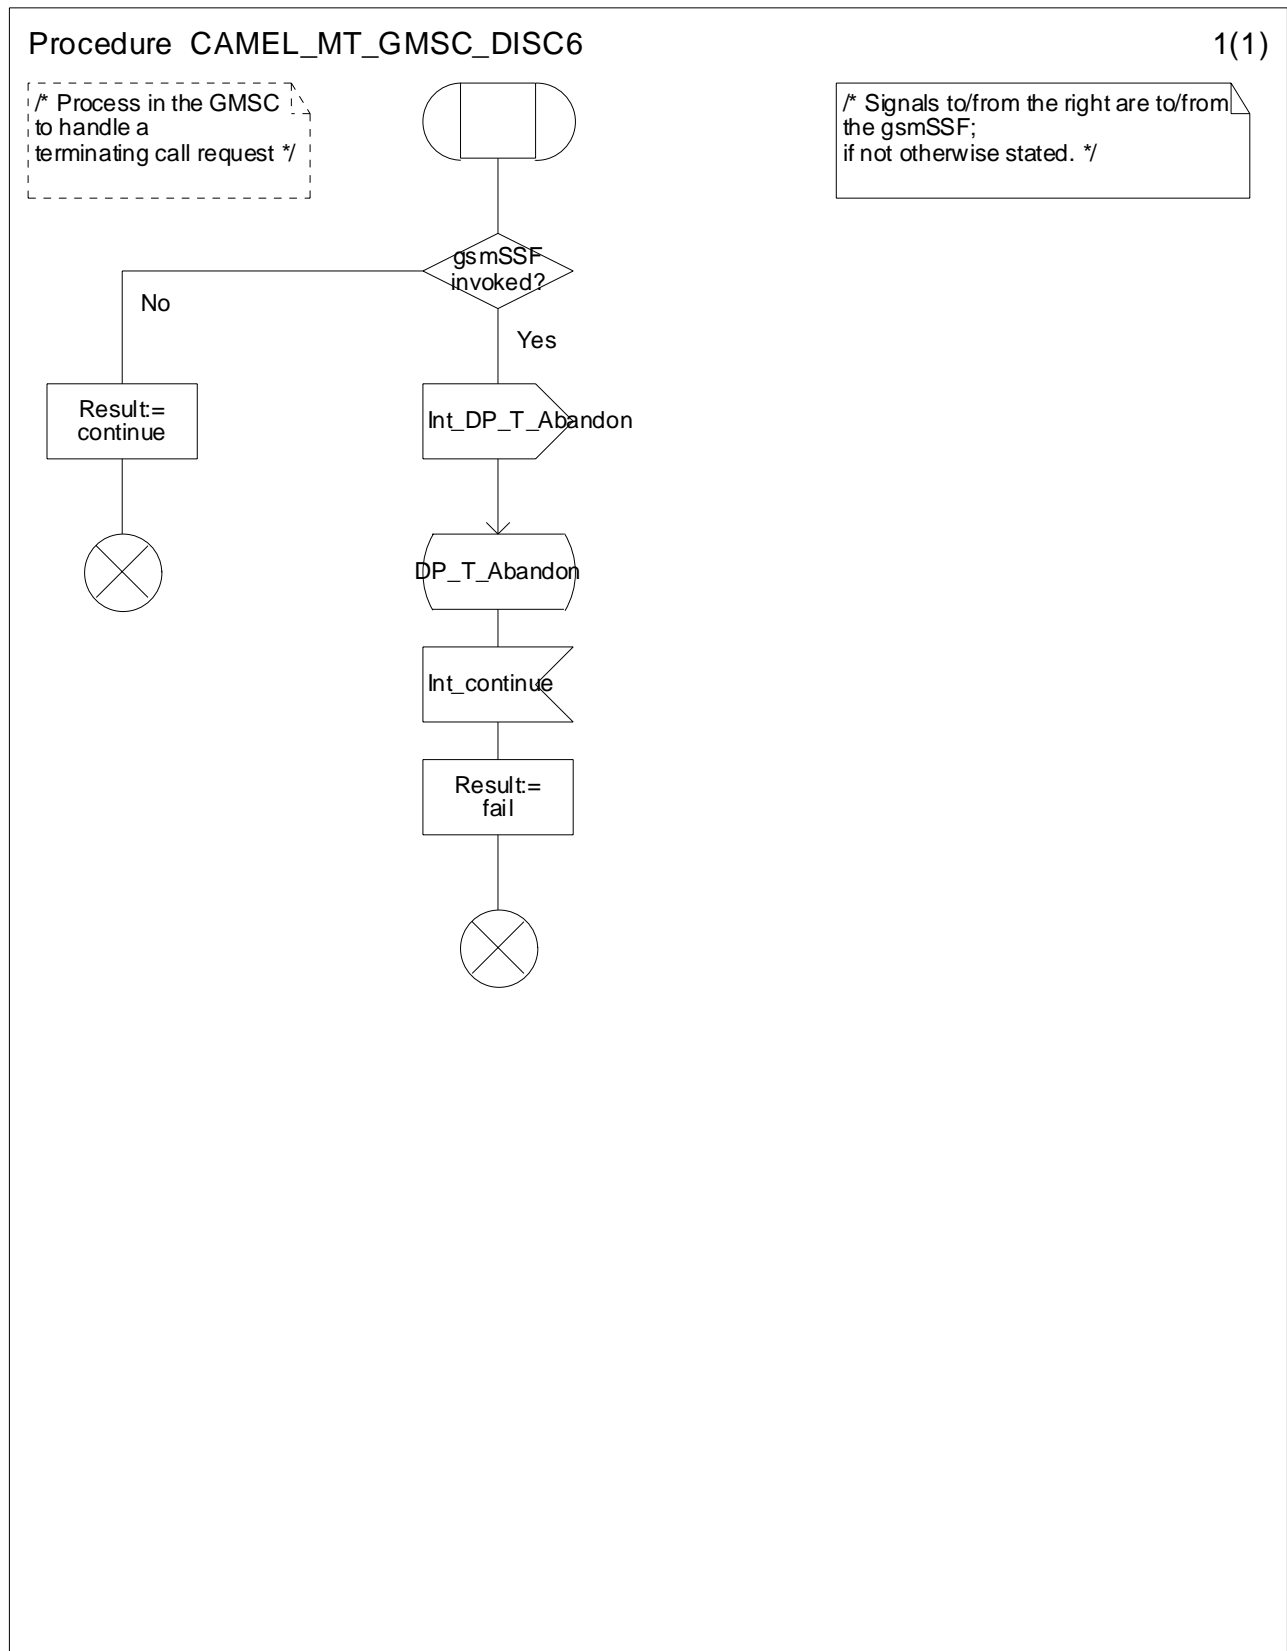 Procedure CAMEL_MT_GMSC_DISC6
1(1)
/* Process in the GMSC
to handle a
terminating call request */
/* Signals to/from the right are to/from
the gsmSSF;
if not otherwise stated. */
gsmSSF
invoked?
No
Yes
Result:=
continue
Int_DP_T_Abandon
DP_T_Abandon
Int_continue
Result:=
fail